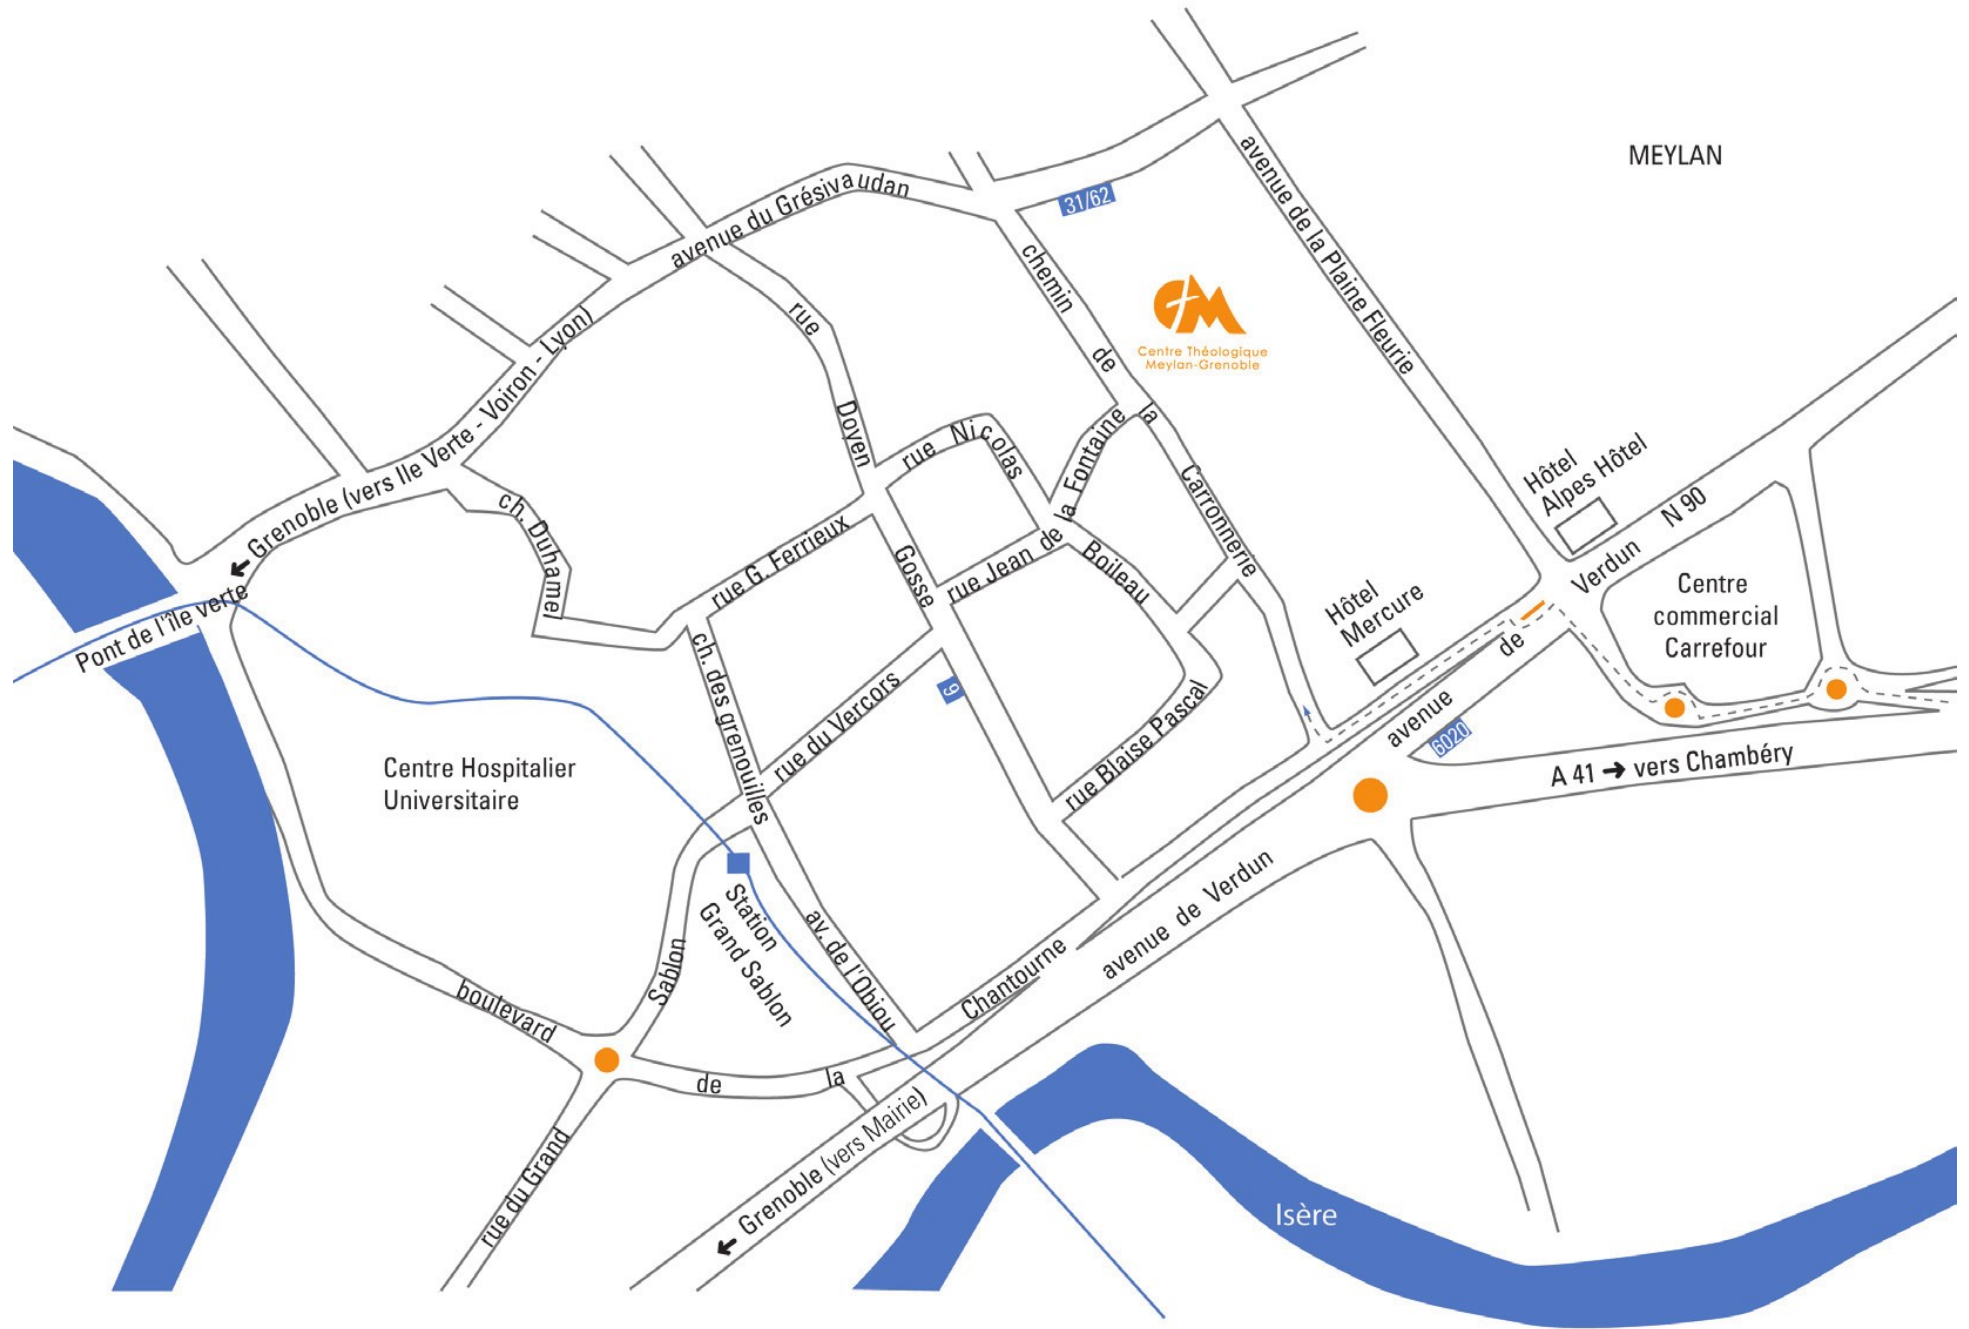 MEYLAN
avenue du Grésivaudan
31/62
avenue de la Plaine Fleurie
chemin de la Carronnerie
Centre Théologique
Meylan-Grenoble
rue Doyen Gosse
rue Nicolas Boileau
rue Jean de la Fontaine
Grenoble (vers Ile Verte - Voiron - Lyon)
ch. Duhamel
rue G. Ferrieux
Hôtel
Alpes Hôtel
N 90
Centre
commercial
Carrefour
Hôtel
Mercure
avenue de Verdun
Pont de l'île verte
ch. des grenouilles
rue du Vercors
9
rue Blaise Pascal
6020
A 41 → vers Chambéry
Centre Hospitalier
Universitaire
Station
Grand Sablon
av. de l'Obiou
avenue de Verdun
boulevard de la Chantourne
rue du Grand Sablon
Grenoble (vers Mairie)
Isère